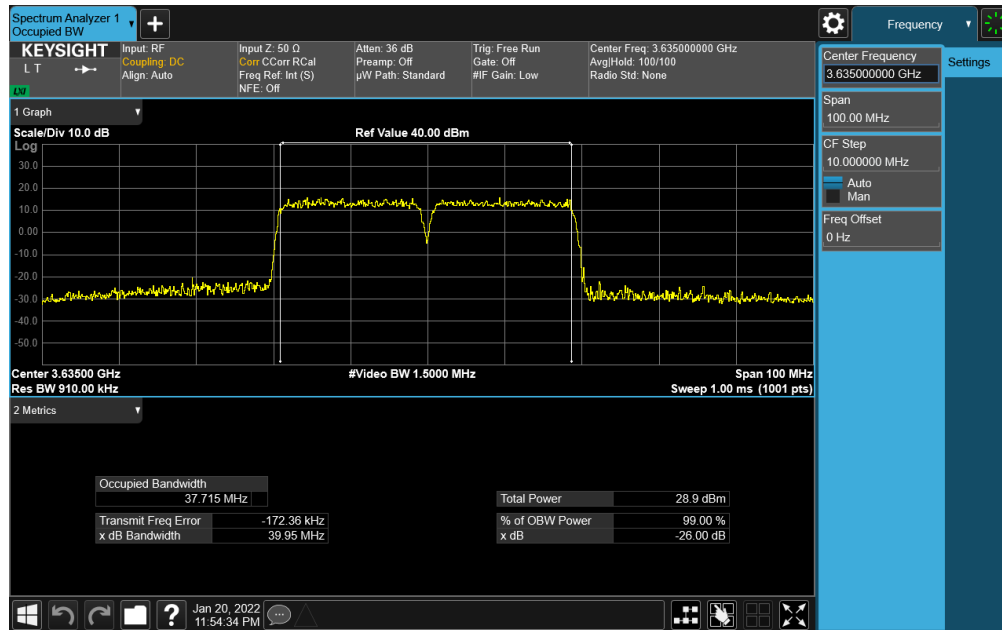 Spectrum Analyzer 1
Occupied BW
+
Frequency
KEYSIGHT
L T
LXI
Input: RF
Coupling: DC
Align: Auto
Input Z: 50 Ω
Corr CCorr RCal
Freq Ref: Int (S)
NFE: Off
Atten: 36 dB
Preamp: Off
µW Path: Standard
Trig: Free Run
Gate: Off
#IF Gain: Low
Center Freq: 3.635000000 GHz
Avg|Hold: 100/100
Radio Std: None
Center Frequency
3.635000000 GHz
Settings
Span
100.00 MHz
CF Step
10.000000 MHz
Auto
Man
Freq Offset
0 Hz
1 Graph
Scale/Div 10.0 dB
Ref Value 40.00 dBm
Log
30.0
20.0
10.0
0.00
-10.0
-20.0
-30.0
-40.0
-50.0
Center 3.63500 GHz
#Video BW 1.5000 MHz
Span 100 MHz
Res BW 910.00 kHz
Sweep 1.00 ms (1001 pts)
2 Metrics
Occupied Bandwidth
37.715 MHz
Total Power 28.9 dBm
Transmit Freq Error -172.36 kHz
% of OBW Power 99.00 %
x dB Bandwidth 39.95 MHz
x dB -26.00 dB
?
Jan 20, 2022
11:54:34 PM